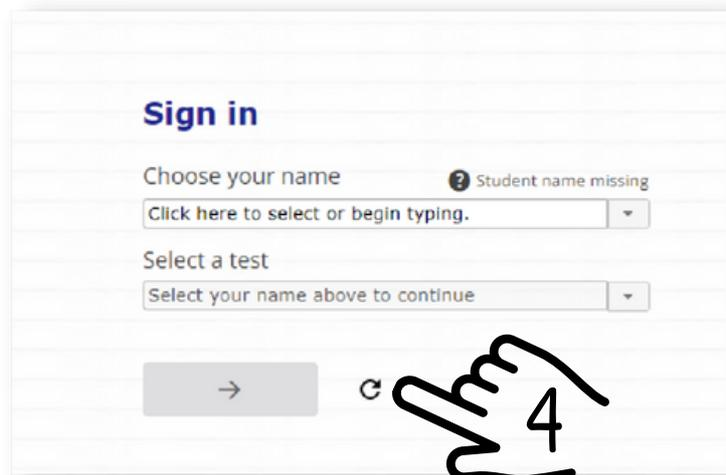 Sign in
Choose your name
? Student name missing
Click here to select or begin typing.
Select a test
Select your name above to continue
4